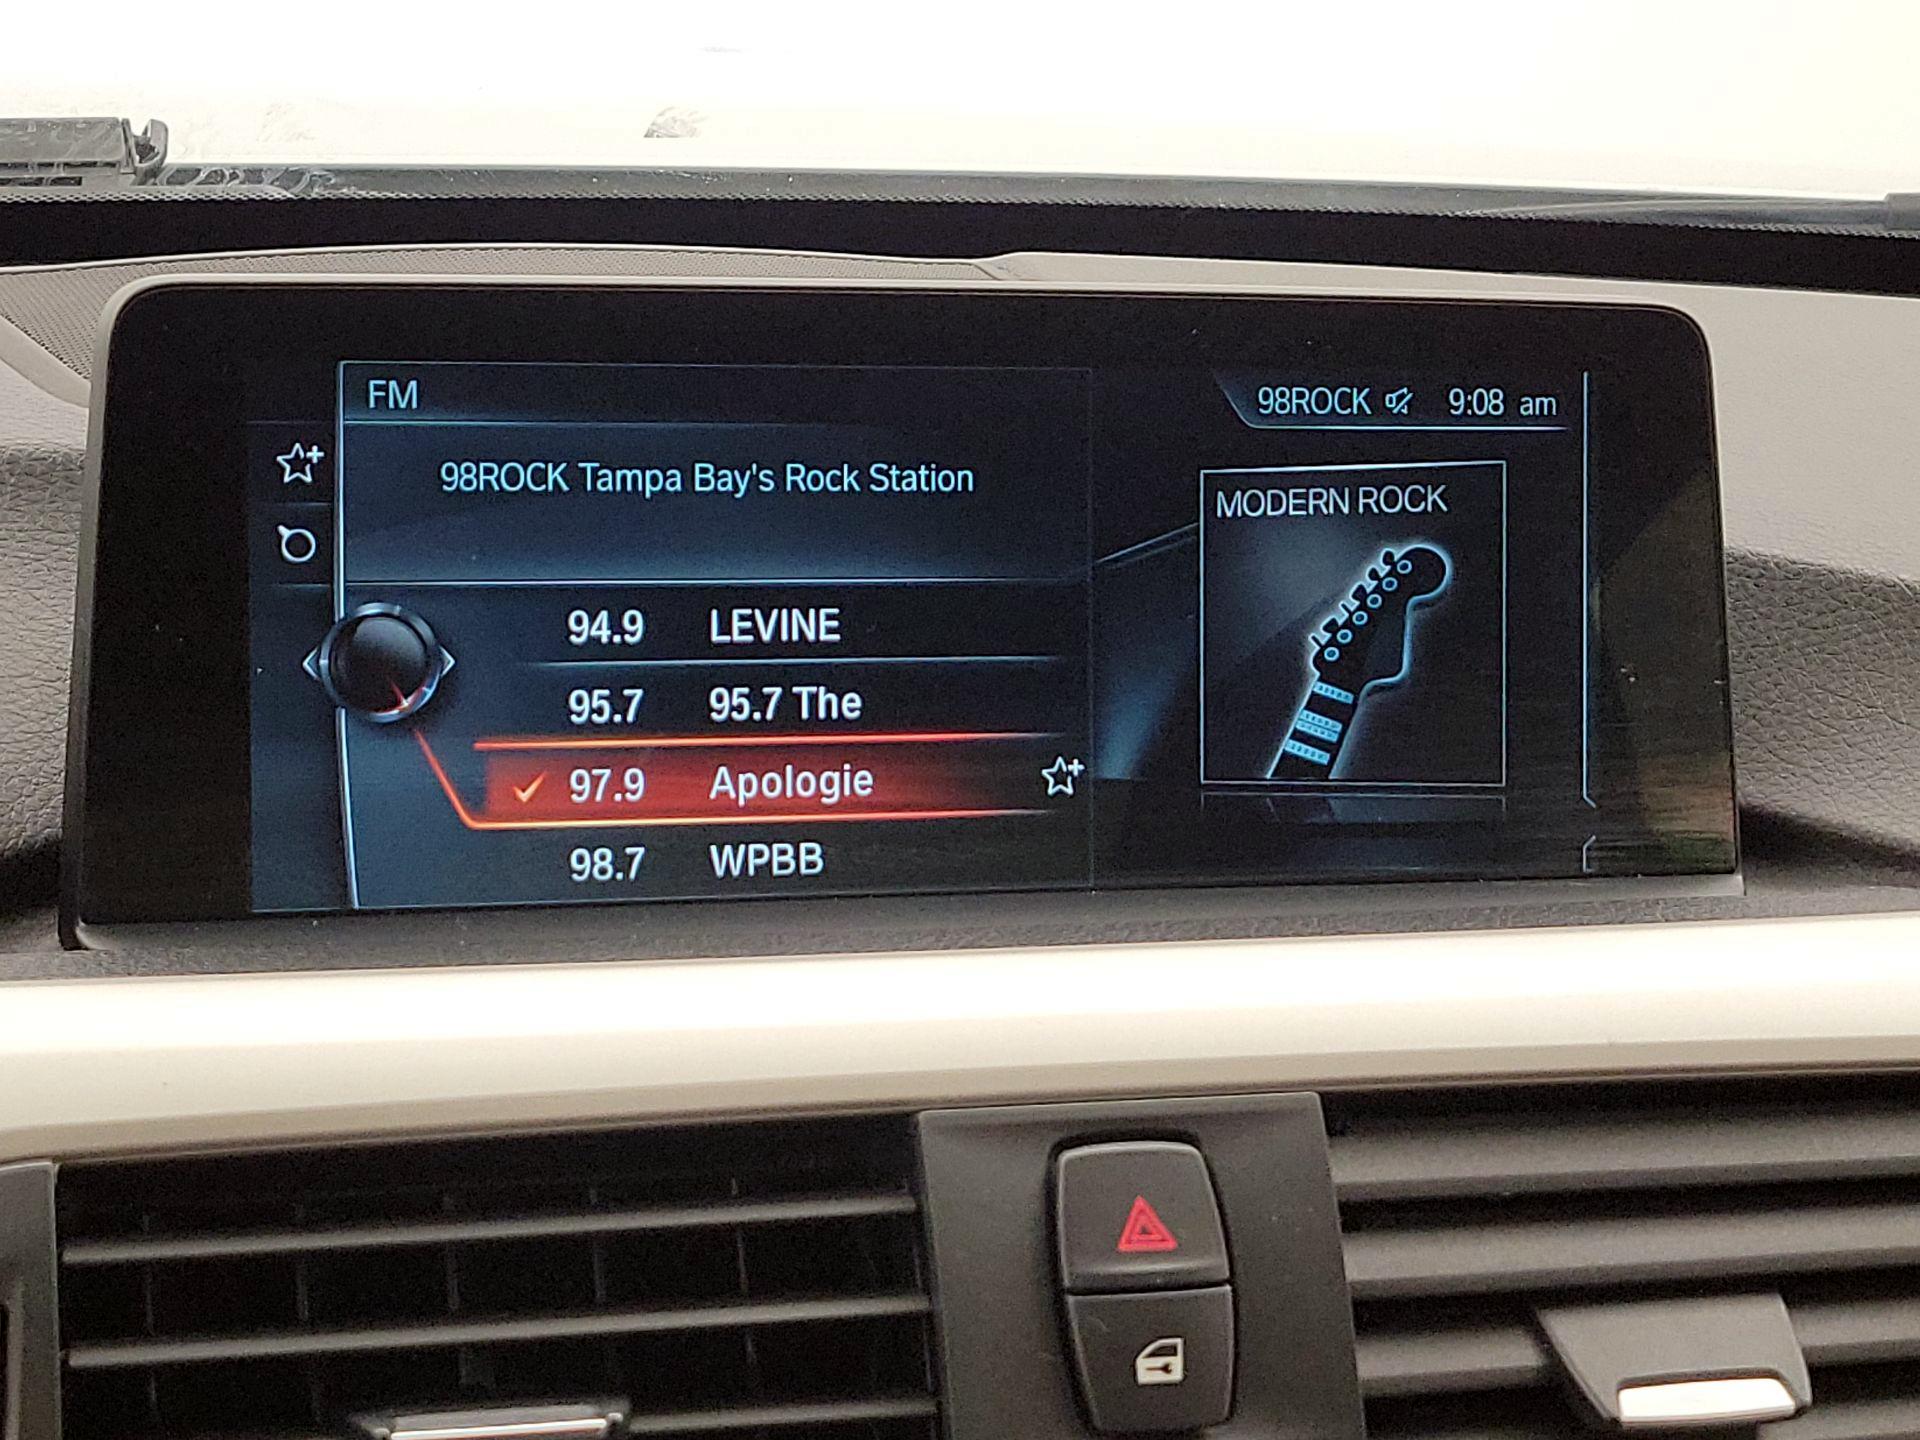 FM
98ROCK 9:08 am
98ROCK Tampa Bay's Rock Station
MODERN ROCK
94.9 LEVINE
95.7 95.7 The
97.9 Apologie
98.7 WPBB